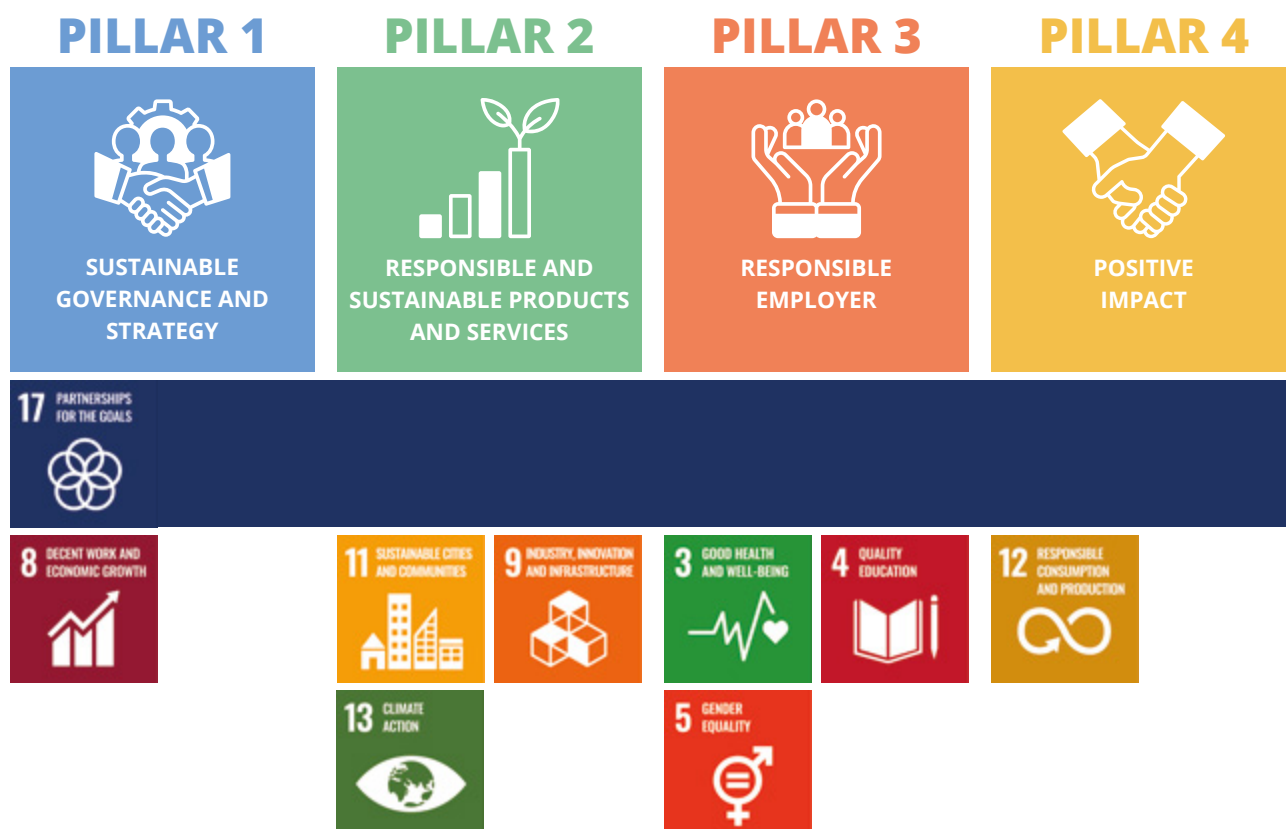 PILLAR 1
PILLAR 2
PILLAR 3
PILLAR 4
SUSTAINABLE
GOVERNANCE AND
STRATEGY
RESPONSIBLE AND
SUSTAINABLE PRODUCTS
AND SERVICES
RESPONSIBLE
EMPLOYER
POSITIVE
IMPACT
17 PARTNERSHIPS
FOR THE GOALS
8 DECENT WORK AND
ECONOMIC GROWTH
11 SUSTAINABLE CITIES
AND COMMUNITIES
9 INDUSTRY, INNOVATION
AND INFRASTRUCTURE
3 GOOD HEALTH
AND WELL-BEING
4 QUALITY
EDUCATION
12 RESPONSIBLE
CONSUMPTION
AND PRODUCTION
13 CLIMATE
ACTION
5 GENDER
EQUALITY